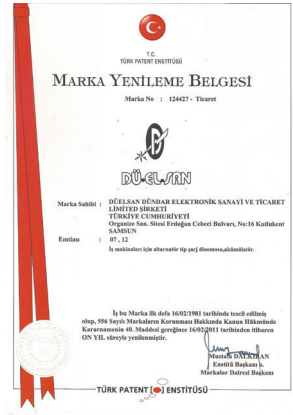 T.C.
TÜRK PATENT ENSTİTÜSÜ
MARKA YENİLEME BELGESİ
Marka No : 124427 - Ticaret
DÜ-EL-SAN
Marka Sahibi : DÜELSAN DÜNDAR ELEKTRONİK SANAYİ VE TİCARET
LİMİTED ŞİRKETİ
TÜRKİYE CUMHURİYETİ
Organize San. Sitesi Erdoğan Cebeci Bulvarı, No:16 Kutlukent
SAMSUN
Emtiası : 07 , 12
İş makinaları için alternatör tip şarj dinamosu,akümülatör.
İş bu Marka ilk defa 16/02/1981 tarihinde tescil edilmiş
olup, 556 Sayılı Markaların Korunması Hakkında Kanun Hükmünde
Kararnamenin 40. Maddesi gereğince 16/02/2011 tarihinden itibaren
ON YIL süreyle yenilenmiştir.
Mustafa DALKIRAN
Enstitü Başkanı a.
Markalar Dairesi Başkanı
TÜRK PATENT ENSTİTÜSÜ